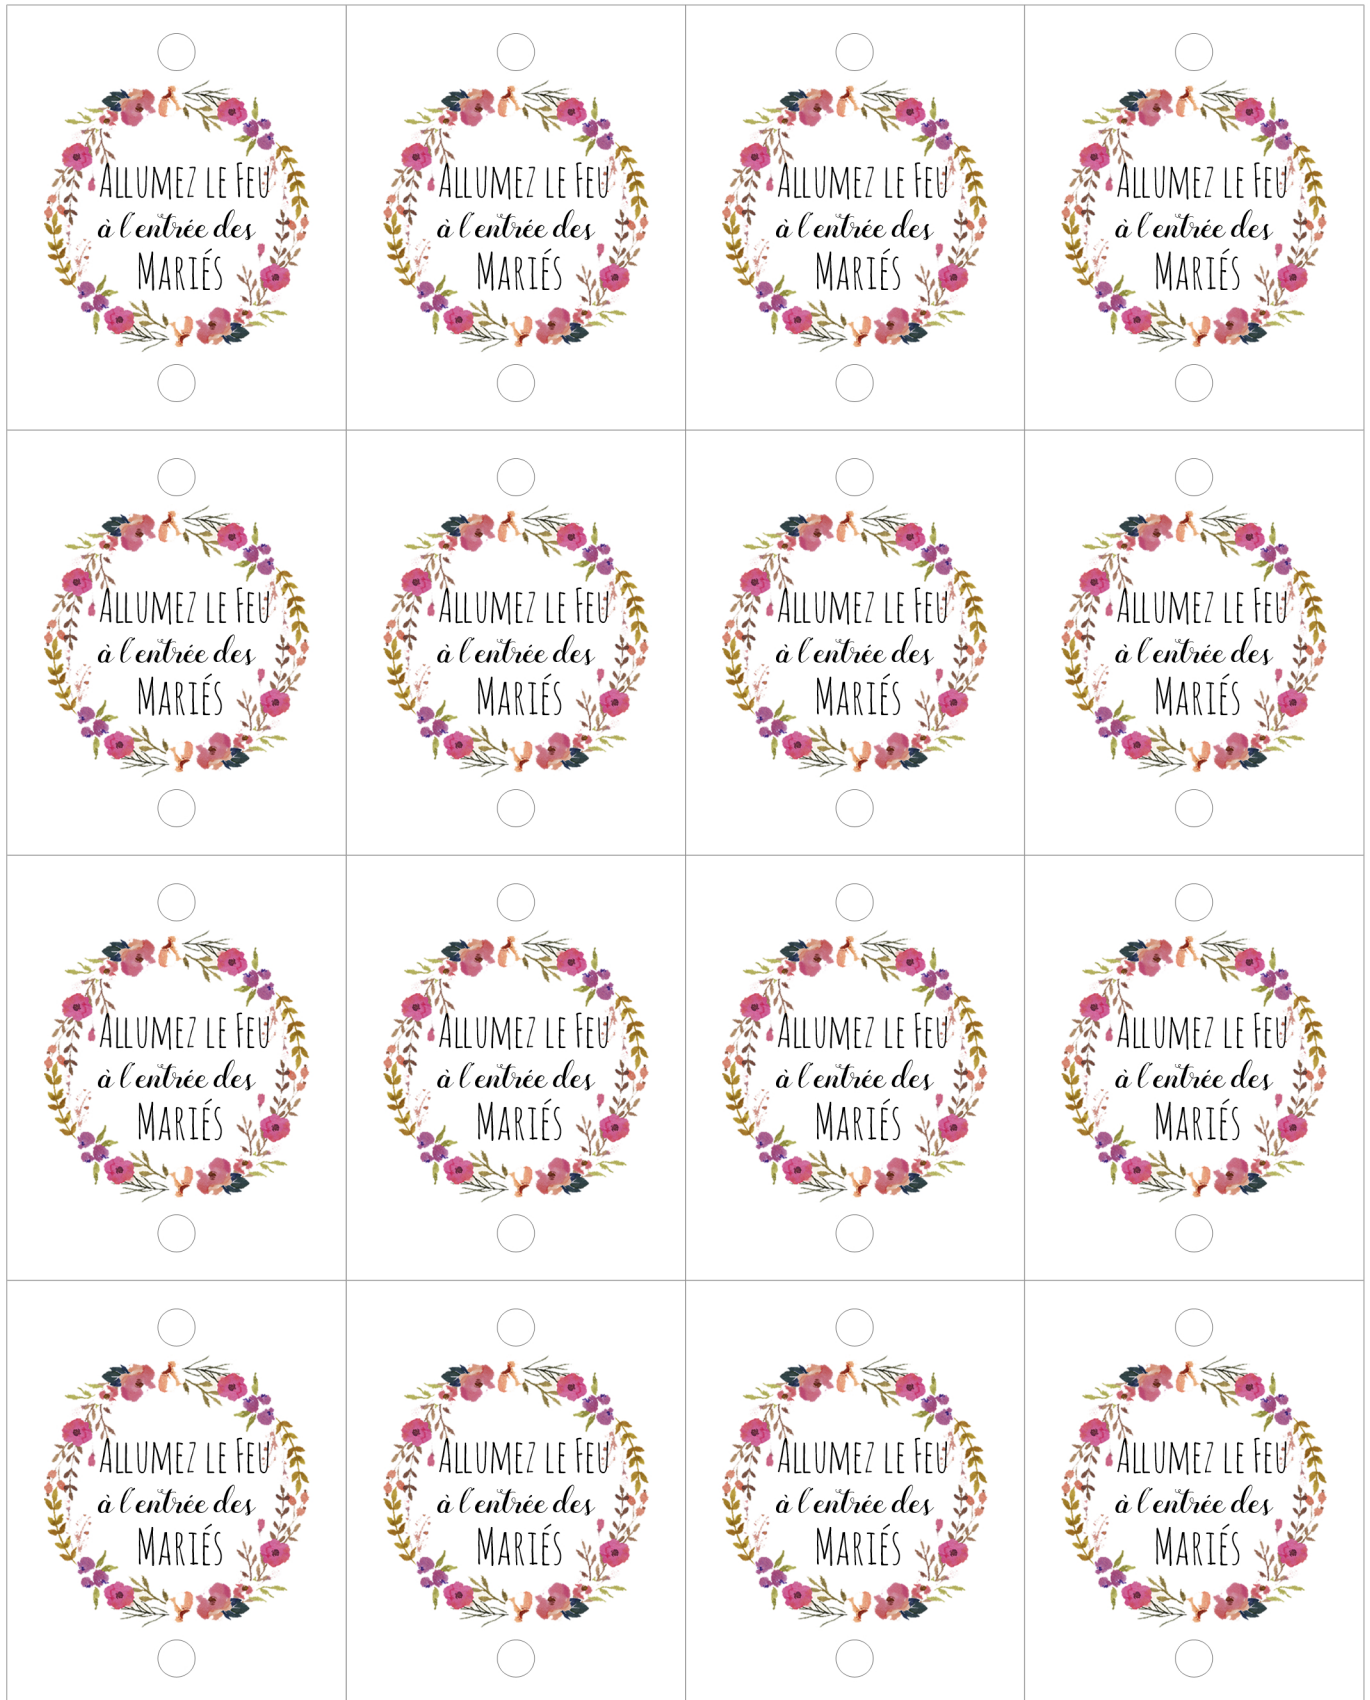 Allumez le Feu Allumez le Feu Allumez le Feu Allumez le Feu
à l'entrée des à l'entrée des à l'entrée des à l'entrée des
Mariés Mariés Mariés Mariés
Allumez le Feu Allumez le Feu Allumez le Feu Allumez le Feu
à l'entrée des à l'entrée des à l'entrée des à l'entrée des
Mariés Mariés Mariés Mariés
Allumez le Feu Allumez le Feu Allumez le Feu Allumez le Feu
à l'entrée des à l'entrée des à l'entrée des à l'entrée des
Mariés Mariés Mariés Mariés
Allumez le Feu Allumez le Feu Allumez le Feu Allumez le Feu
à l'entrée des à l'entrée des à l'entrée des à l'entrée des
Mariés Mariés Mariés Mariés